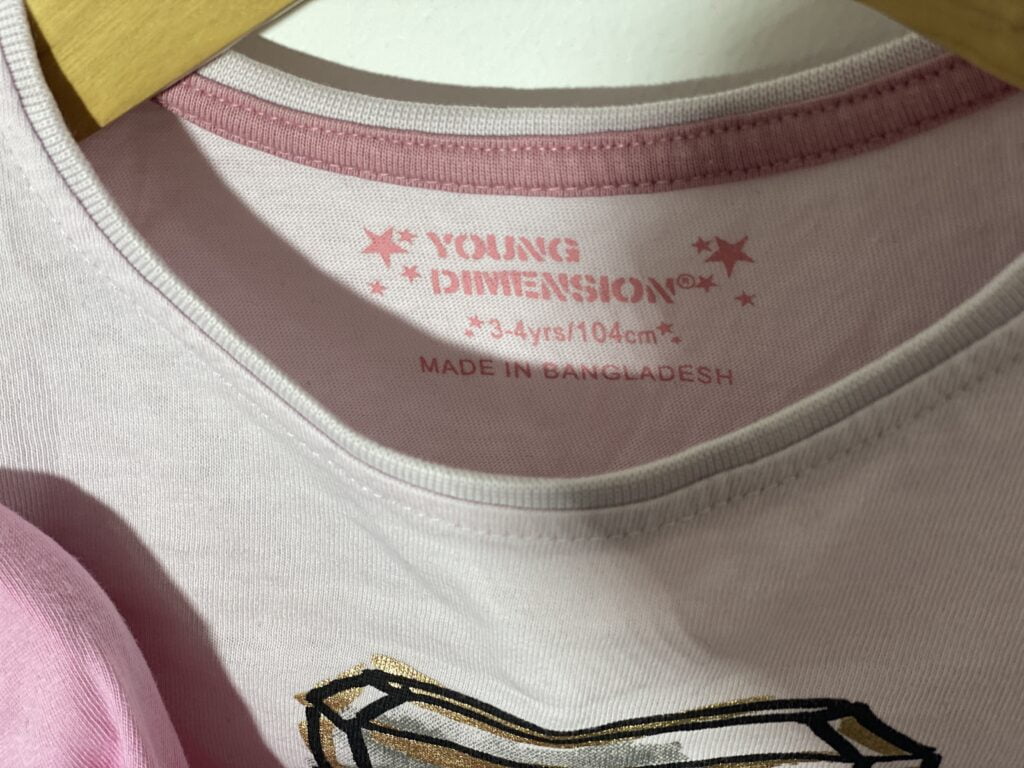 YOUNG
DIMENSION®
3-4yrs/104cm
MADE IN BANGLADESH